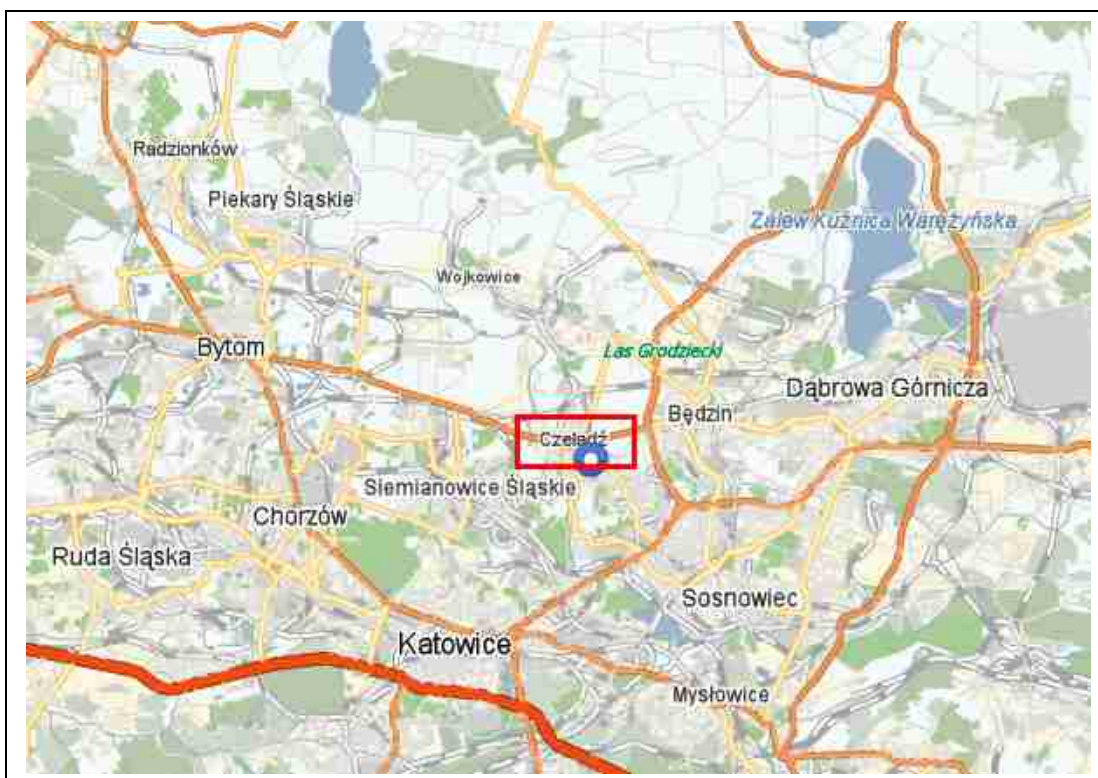 Radzionków
Piekary Śląskie
Zalew Kuźnica Warężyńska
Wojkowice
Bytom
Las Grodziecki
Dąbrowa Górnicza
Będzin
Czeladź
Siemianowice Śląskie
Chorzów
Ruda Śląska
Sosnowiec
Katowice
Mysłowice